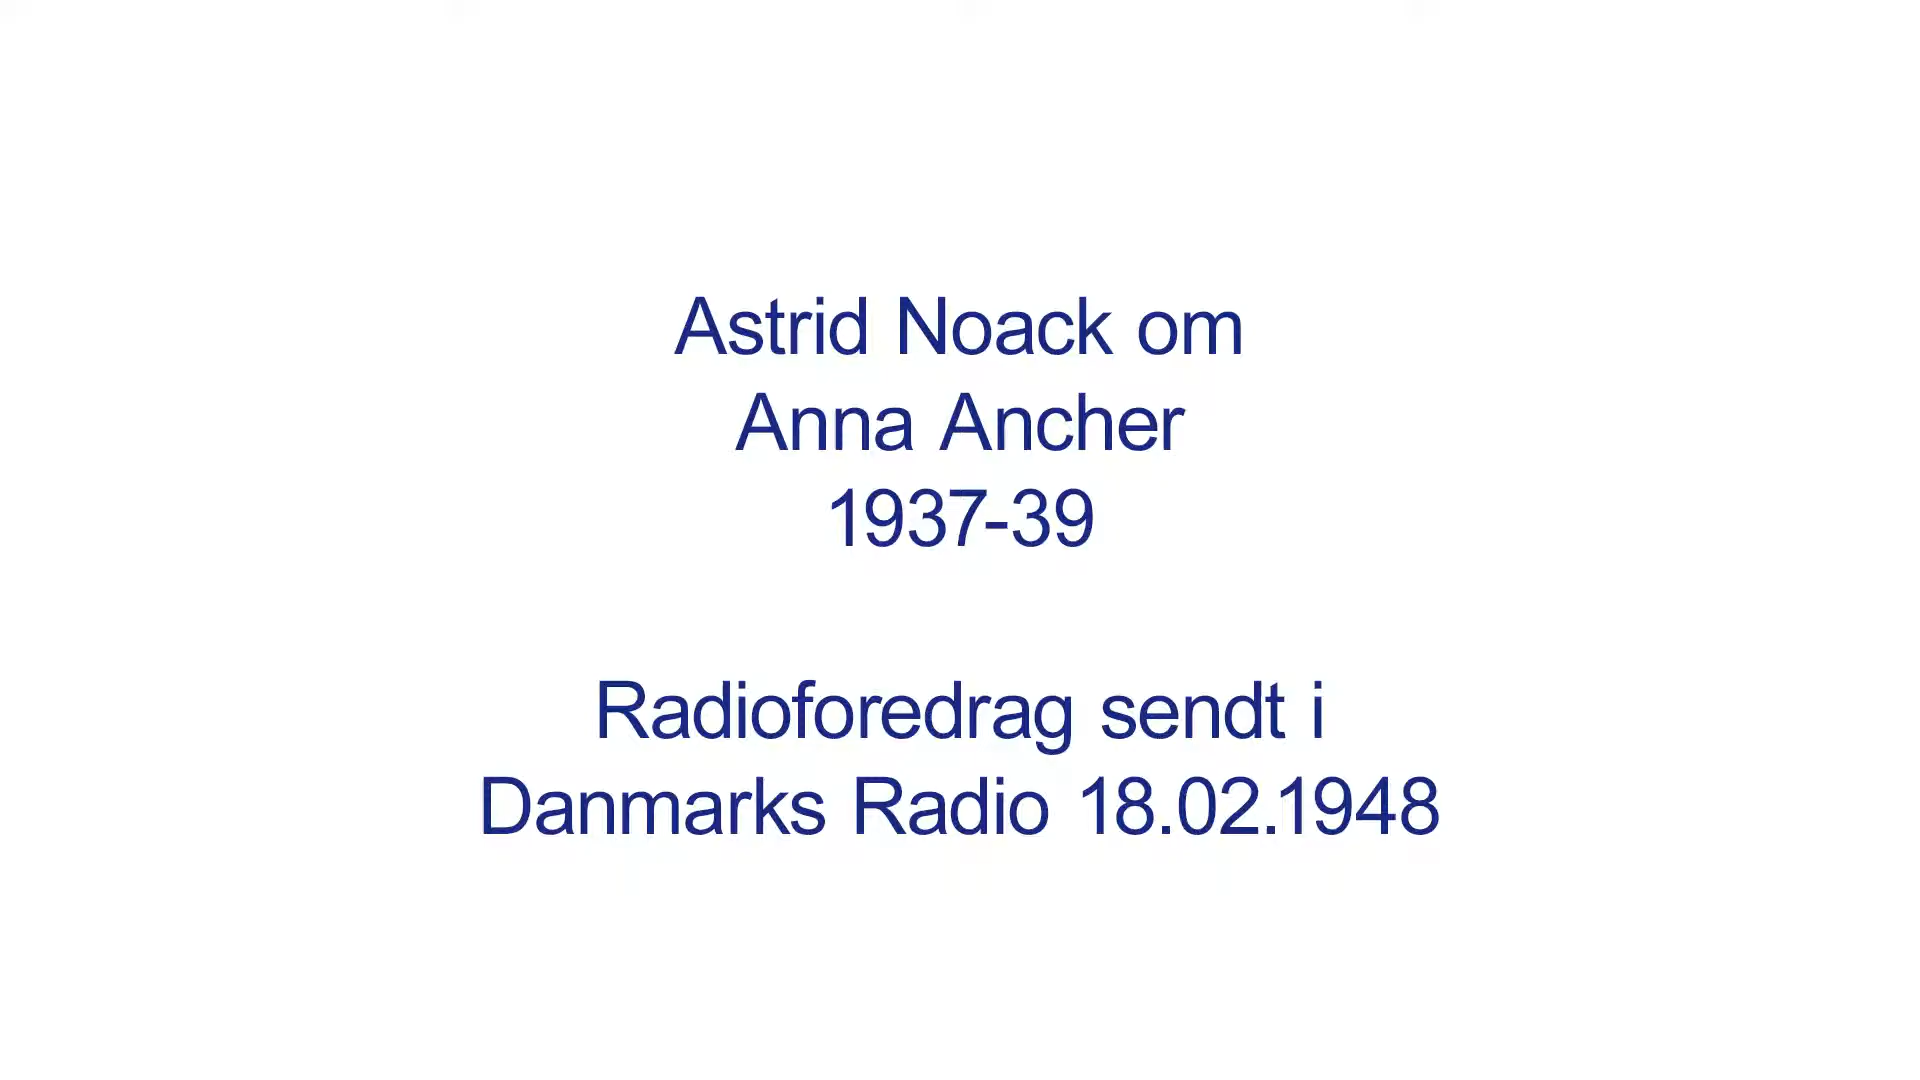 Astrid Noack om
Anna Ancher
1937-39
Radioforedrag sendt i
Danmarks Radio 18.02.1948